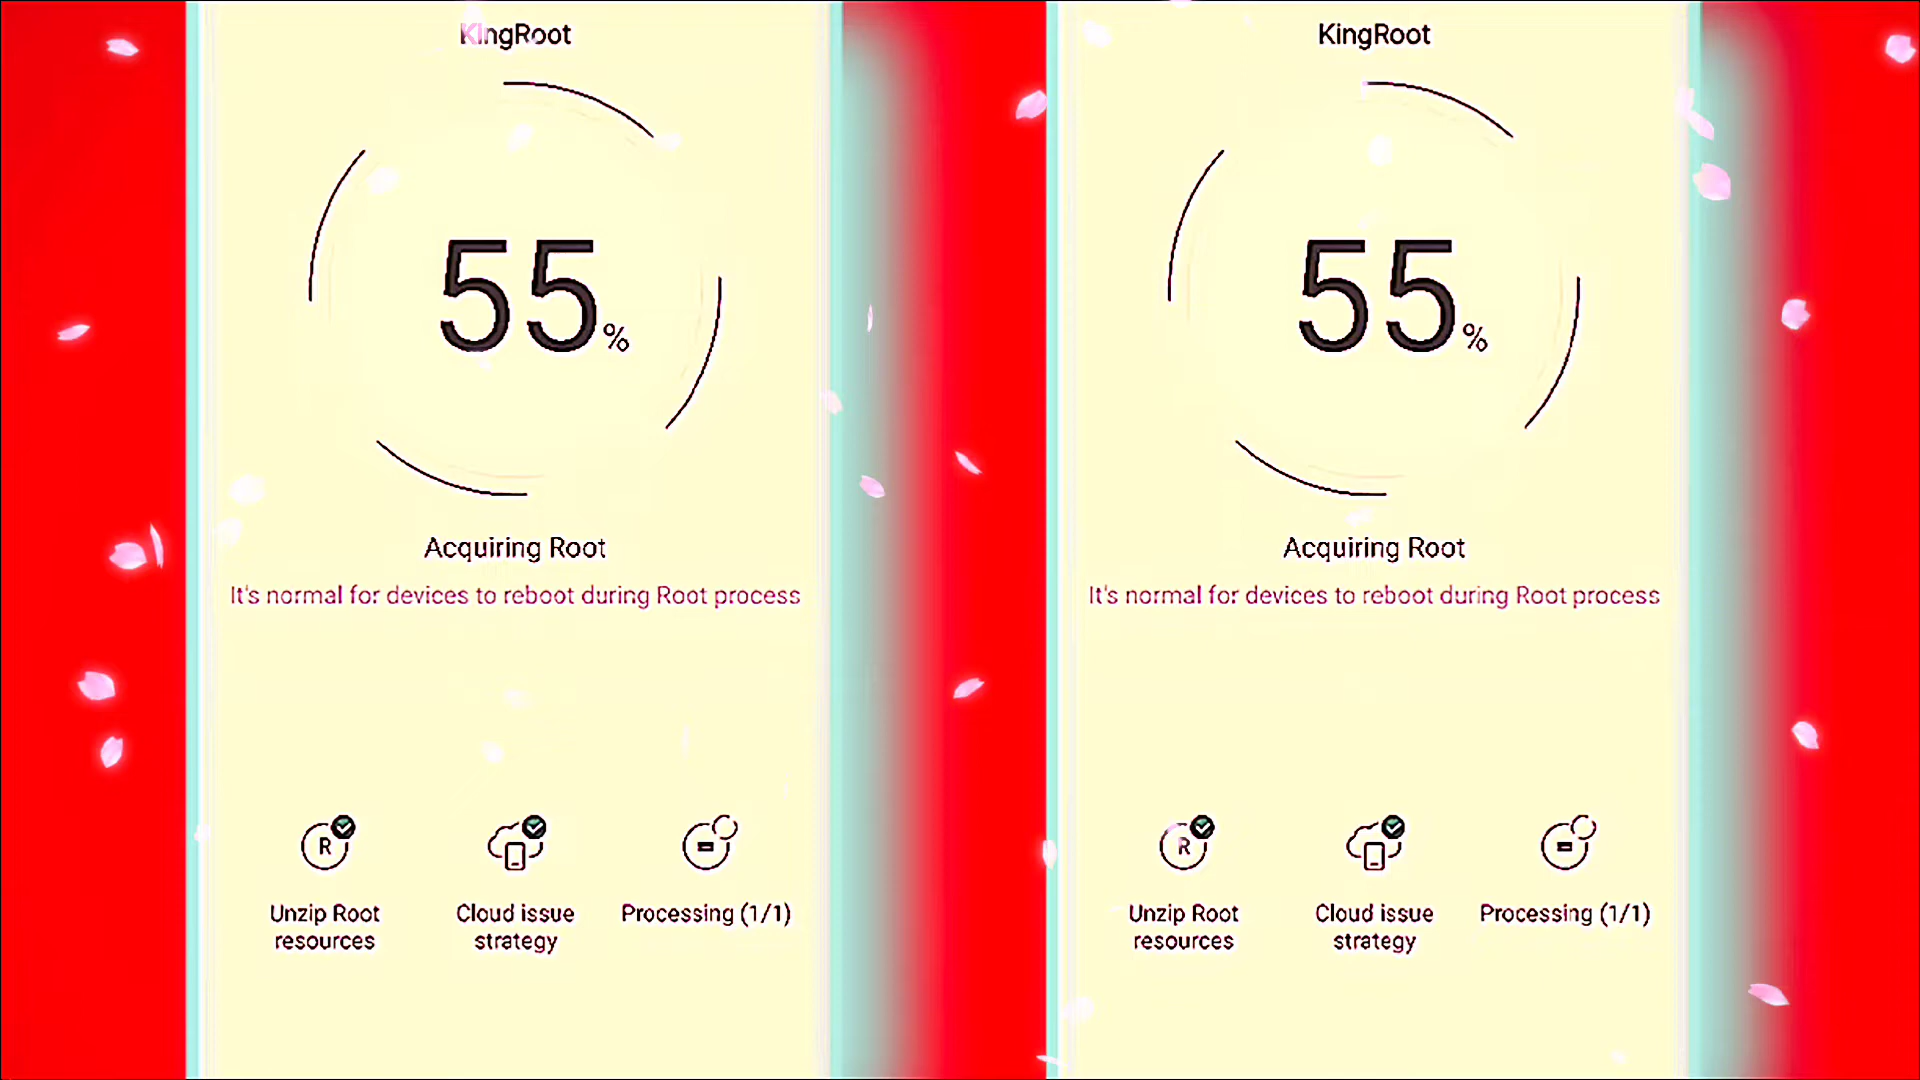 KingRoot
55%
Acquiring Root
It's normal for devices to reboot during Root process
R
Unzip Root
resources
Cloud issue
strategy
Processing (1/1)
KingRoot
55%
Acquiring Root
It's normal for devices to reboot during Root process
R
Unzip Root
resources
Cloud issue
strategy
Processing (1/1)